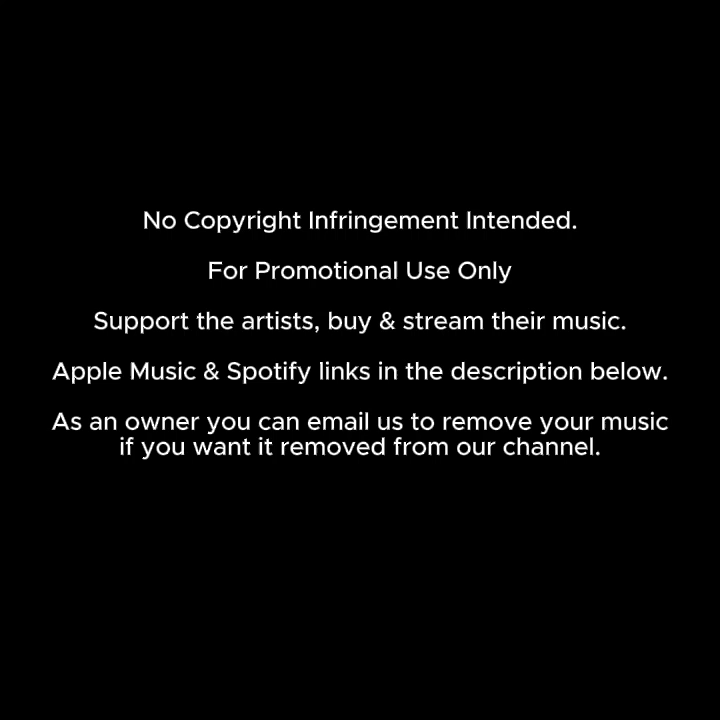 No Copyright Infringement Intended.
For Promotional Use Only
Support the artists, buy & stream their music.
Apple Music & Spotify links in the description below.
As an owner you can email us to remove your music
if you want it removed from our channel.